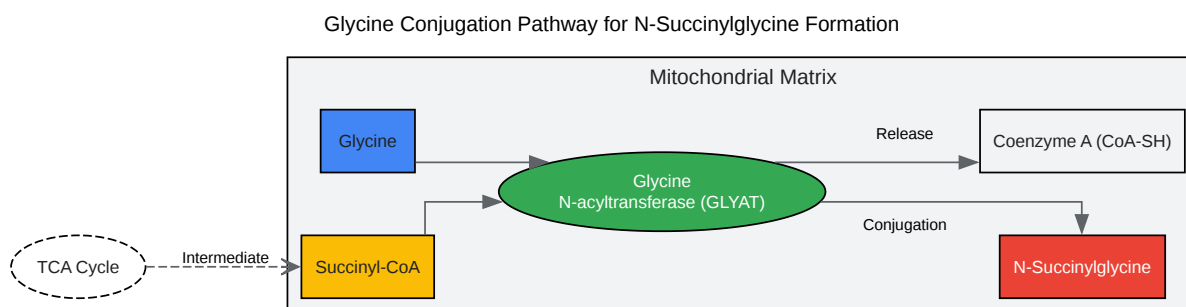 Glycine Conjugation Pathway for N-Succinylglycine Formation
Mitochondrial Matrix
Glycine
Release
Coenzyme A (CoA-SH)
Glycine
N-acyltransferase (GLYAT)
Conjugation
TCA Cycle
Intermediate
Succinyl-CoA
N-Succinylglycine